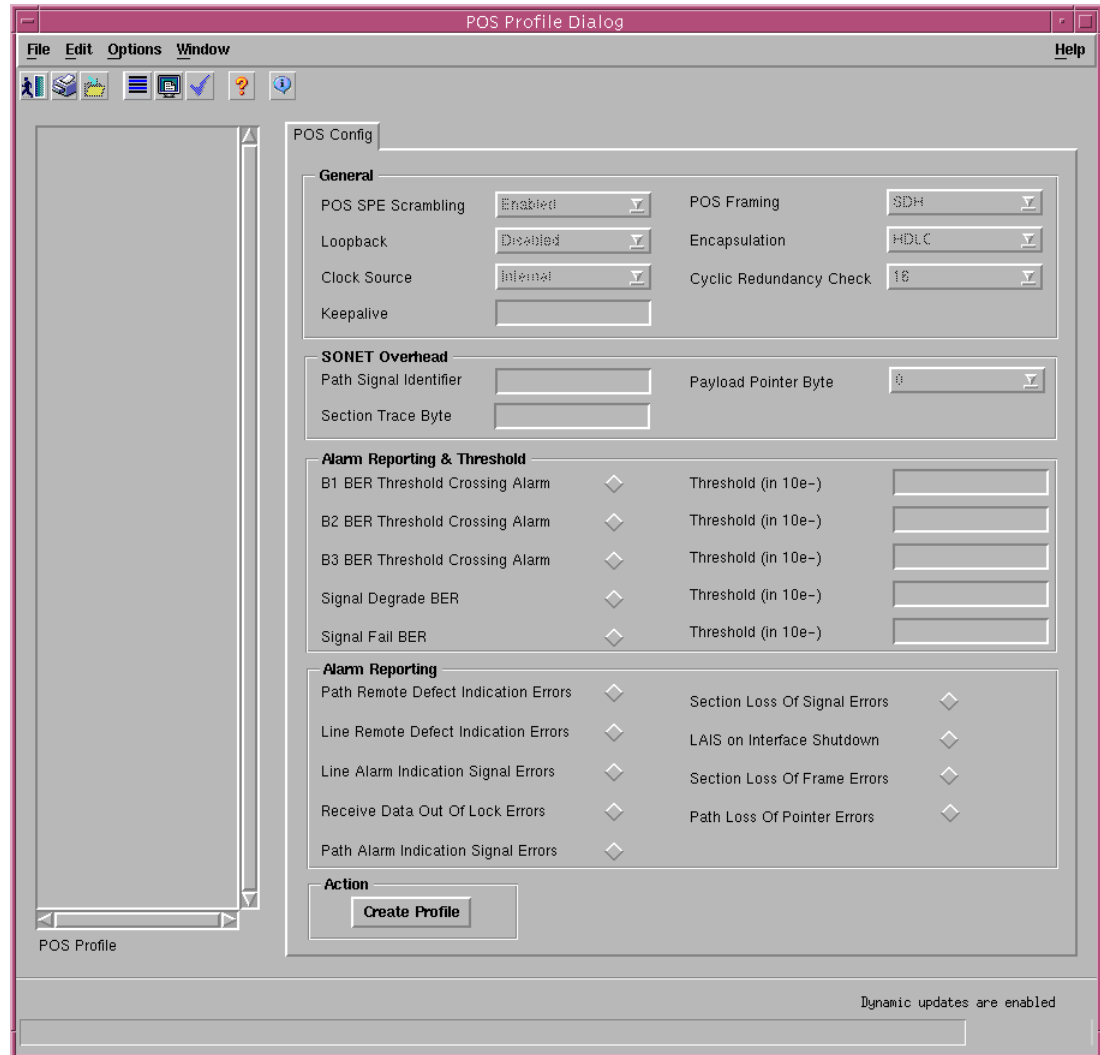 POS Profile Dialog
File Edit Options Window Help
POS Config
General
POS SPE Scrambling Enabled POS Framing SDH
Loopback Disabled Encapsulation HDLC
Clock Source Internal Cyclic Redundancy Check 16
Keepalive
SONET Overhead
Path Signal Identifier Payload Pointer Byte 0
Section Trace Byte
Alarm Reporting & Threshold
B1 BER Threshold Crossing Alarm Threshold (in 10e-)
B2 BER Threshold Crossing Alarm Threshold (in 10e-)
B3 BER Threshold Crossing Alarm Threshold (in 10e-)
Signal Degrade BER Threshold (in 10e-)
Signal Fail BER Threshold (in 10e-)
Alarm Reporting
Path Remote Defect Indication Errors Section Loss Of Signal Errors
Line Remote Defect Indication Errors LAIS on Interface Shutdown
Line Alarm Indication Signal Errors Section Loss Of Frame Errors
Receive Data Out Of Lock Errors Path Loss Of Pointer Errors
Path Alarm Indication Signal Errors
Action
Create Profile
POS Profile
Dynamic updates are enabled